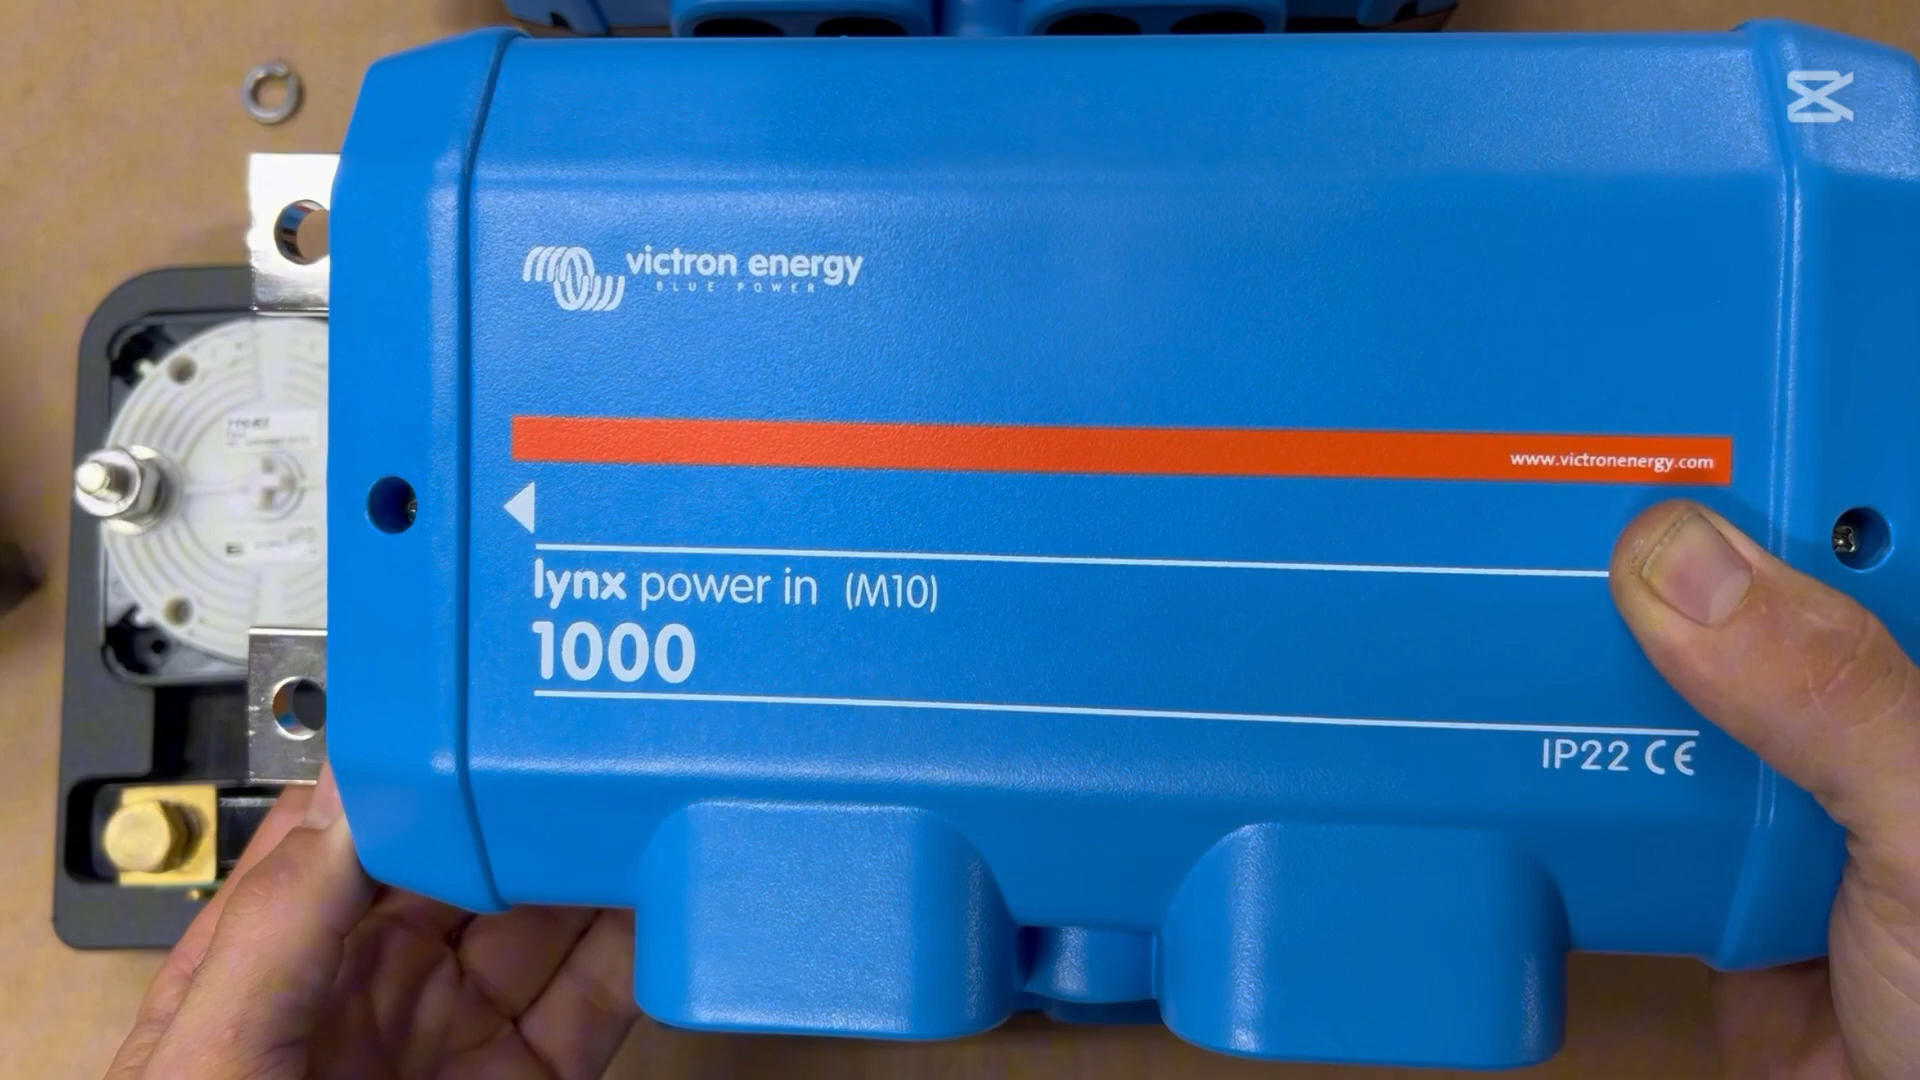 victron energy
BLUE POWER
www.victronenergy.com
lynx power in (M10)
1000
IP22 CE